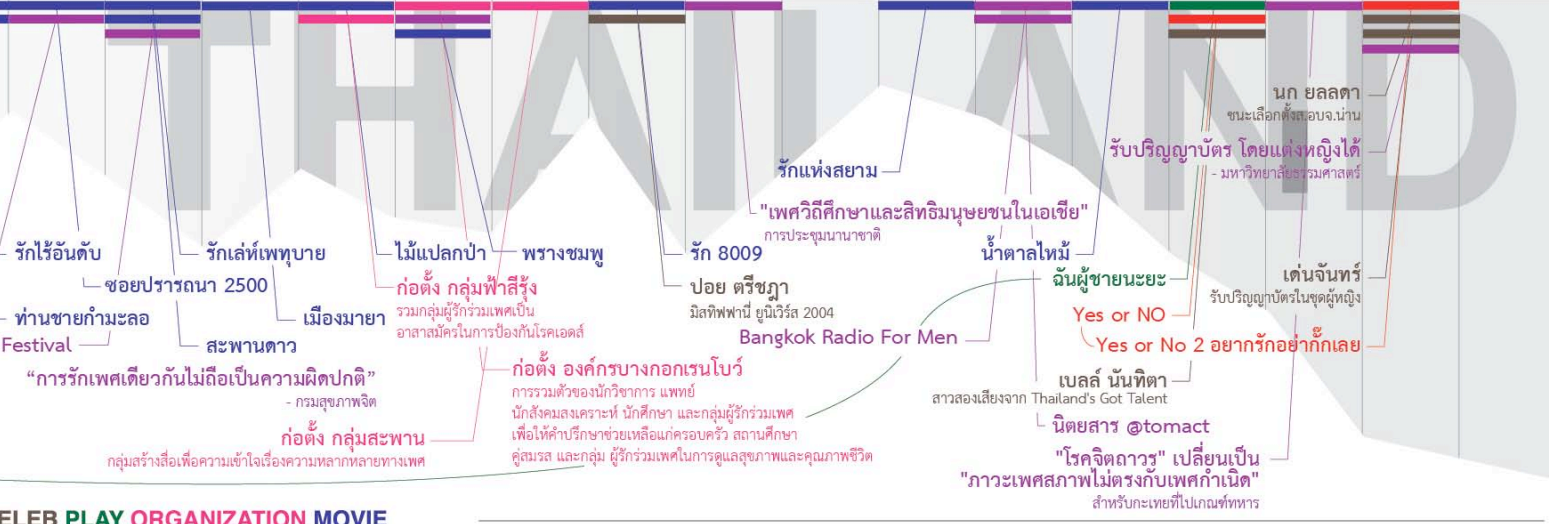 THAILAND
นก ยลลดา
ชนะเลือกตั้งส.อบจ.น่าน
รับปริญญาบัตร โดยแต่งหญิงได้
- มหาวิทยาลัยธรรมศาสตร์
รักแห่งสยาม
"เพศวิถีศึกษาและสิทธิมนุษยชนในเอเชีย"
การประชุมนานาชาติ
รักไร้อันดับ
รักเล่ห์เพทุบาย
ไม้แปลกป่า
พรางชมพู
รัก 8009
น้ำตาลไหม้
ซอยปรารถนา 2500
ก่อตั้ง กลุ่มฟ้าสีรุ้ง
รวมกลุ่มผู้รักร่วมเพศเป็น
อาสาสมัครในการป้องกันโรคเอดส์
ปอย ตรีชฎา
มิสทิฟฟานี่ ยูนิเวิร์ส 2004
ฉันผู้ชายนะยะ
เด่นจันทร์
รับปริญญาบัตรในชุดผู้หญิง
ท่านชายกำมะลอ
เมืองมายา
Yes or NO
Festival
สะพานดาว
Bangkok Radio For Men
Yes or No 2 อยากรักอย่ากั๊กเลย
"การรักเพศเดียวกันไม่ถือเป็นความผิดปกติ"
- กรมสุขภาพจิต
ก่อตั้ง องค์กรบางกอกเรนโบว์
การรวมตัวของนักวิชาการ แพทย์
นักสังคมสงเคราะห์ นักศึกษา และกลุ่มผู้รักร่วมเพศ
เพื่อให้คำปรึกษาช่วยเหลือแก่ครอบครัว สถานศึกษา
คู่สมรส และกลุ่ม ผู้รักร่วมเพศในการดูแลสุขภาพและคุณภาพชีวิต
เบลล์ นันทิตา
สาวสองเสียงจาก Thailand's Got Talent
นิตยสาร @tomact
ก่อตั้ง กลุ่มสะพาน
กลุ่มสร้างสื่อเพื่อความเข้าใจเรื่องความหลากหลายทางเพศ
"โรคจิตถาวร" เปลี่ยนเป็น
"ภาวะเพศสภาพไม่ตรงกับเพศกำเนิด"
สำหรับกะเทยที่ไปเกณฑ์ทหาร
ELEB PLAY ORGANIZATION MOVIE